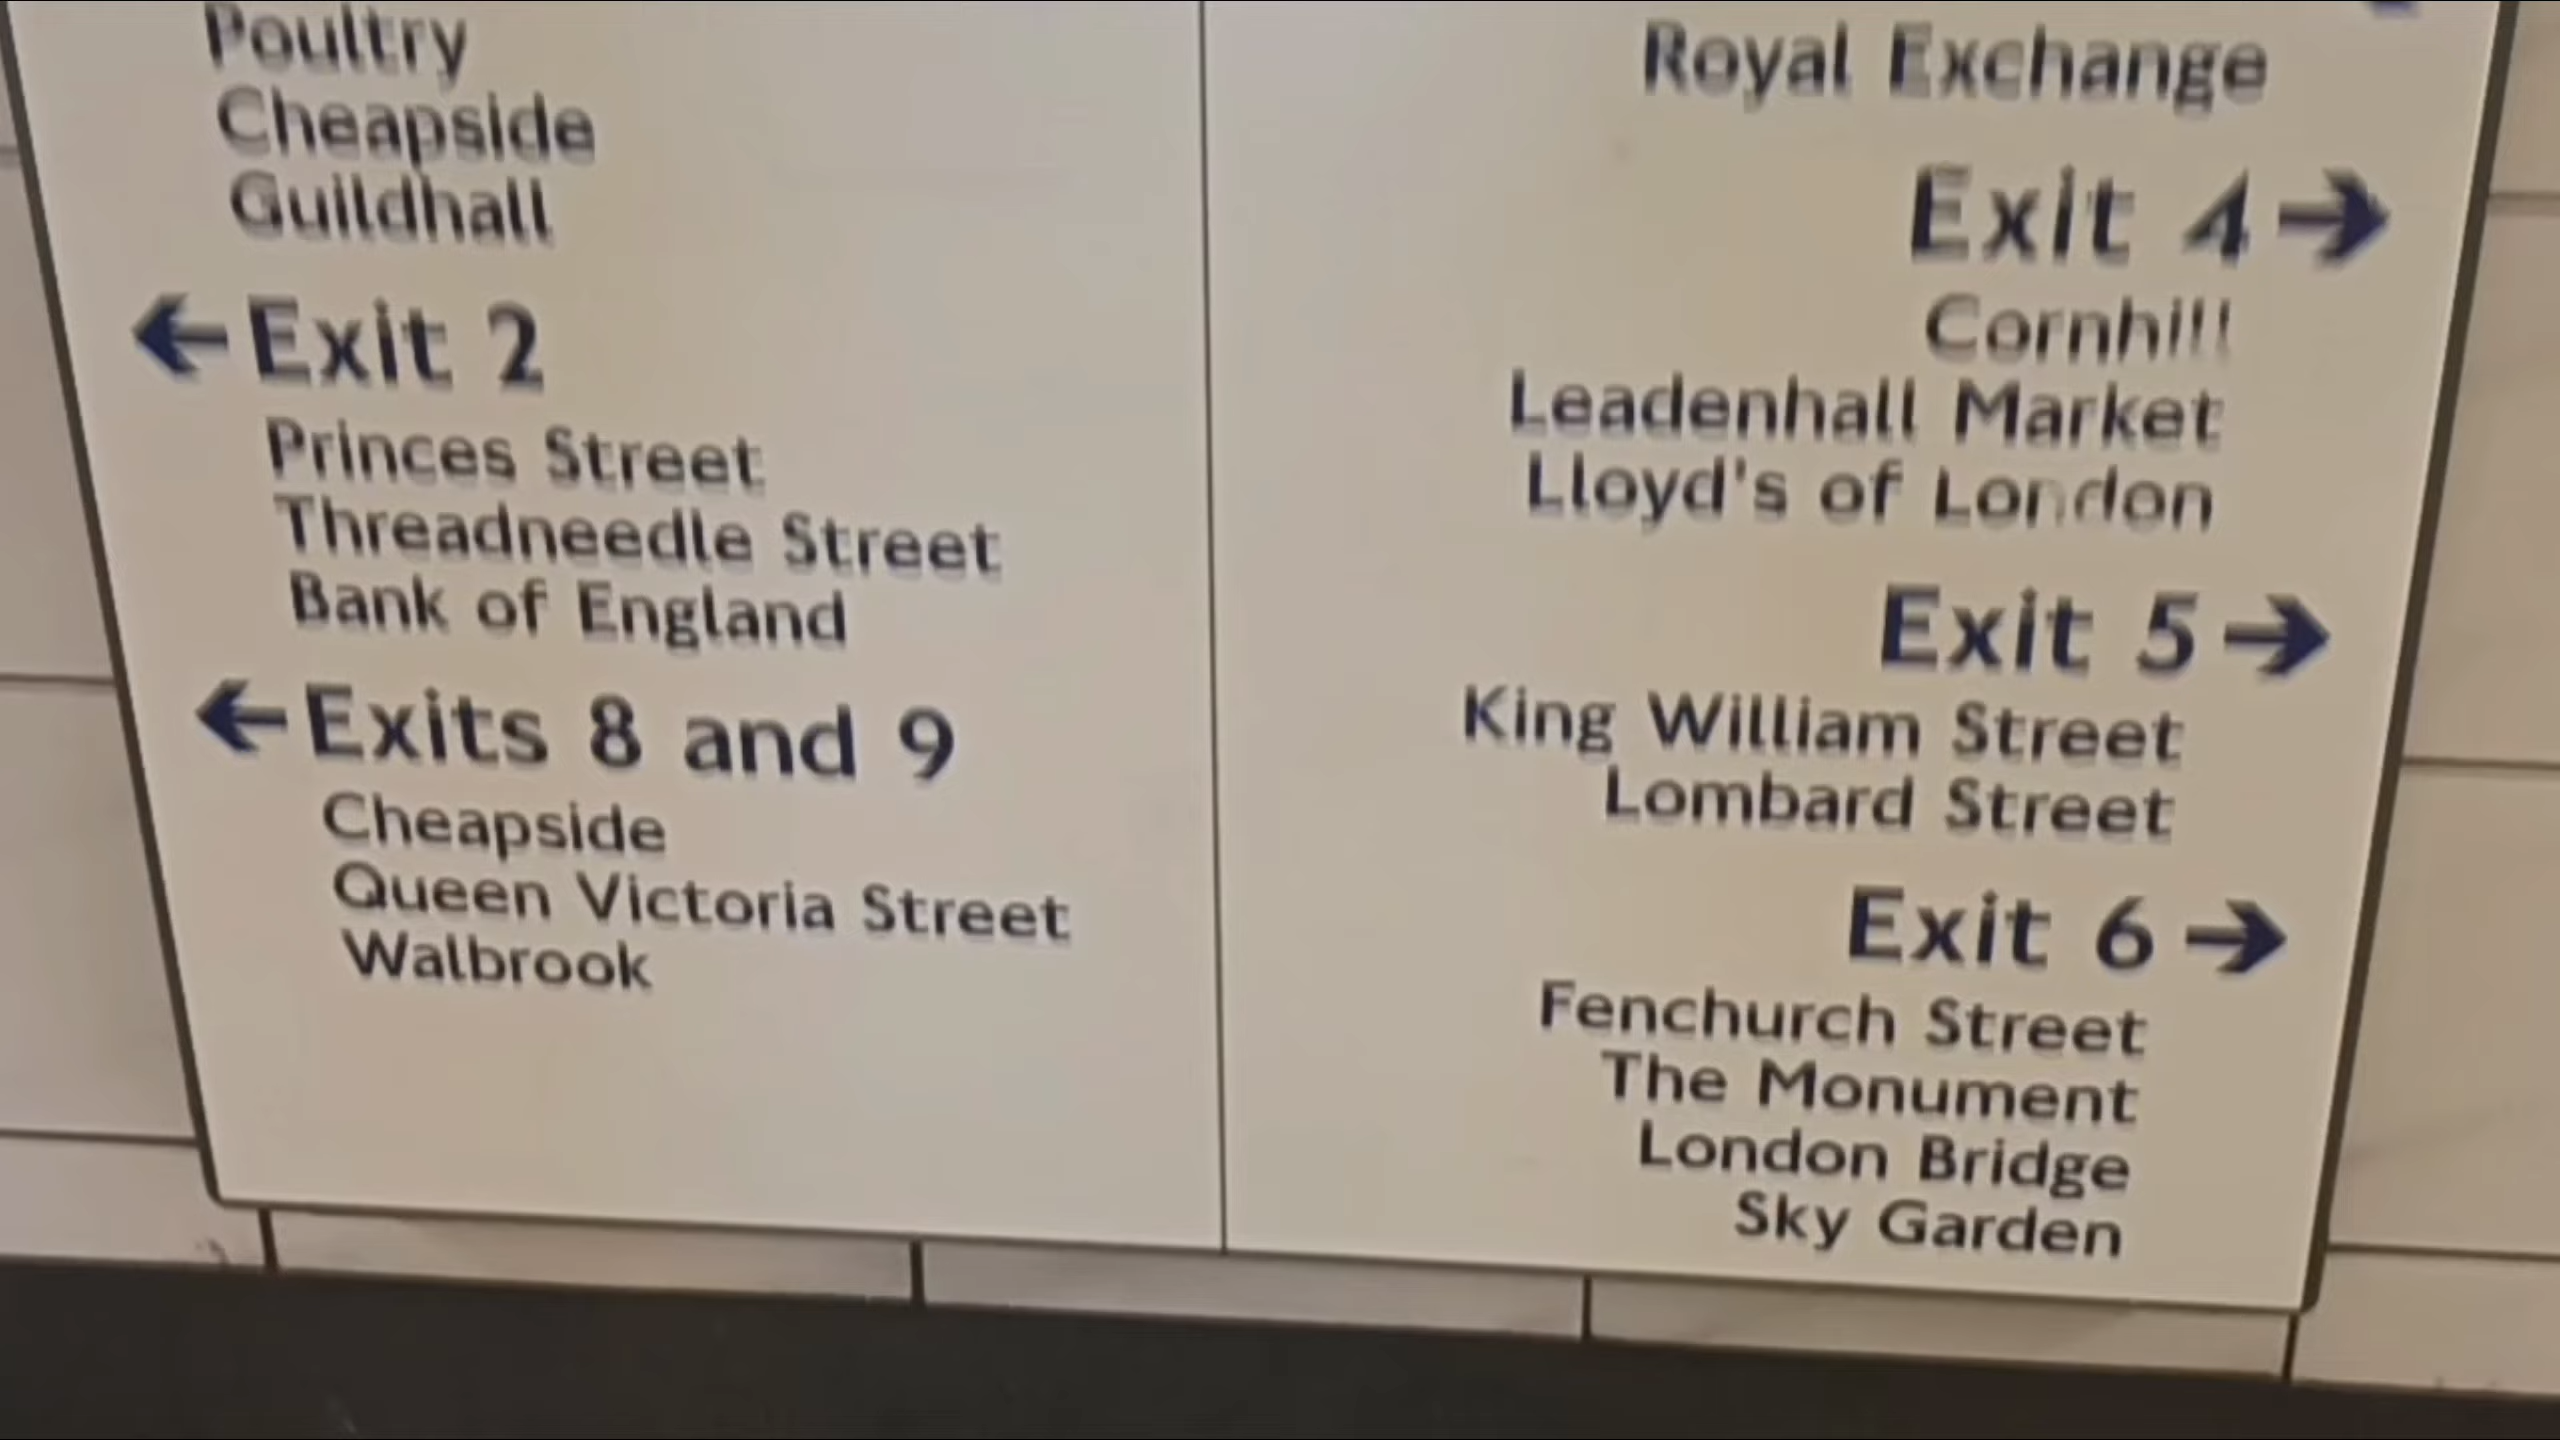 Poultry
Cheapside
Guildhall
← Exit 2
Princes Street
Threadneedle Street
Bank of England
← Exits 8 and 9
Cheapside
Queen Victoria Street
Walbrook
Royal Exchange
Exit 4 →
Cornhill
Leadenhall Market
Lloyd's of London
Exit 5 →
King William Street
Lombard Street
Exit 6 →
Fenchurch Street
The Monument
London Bridge
Sky Garden